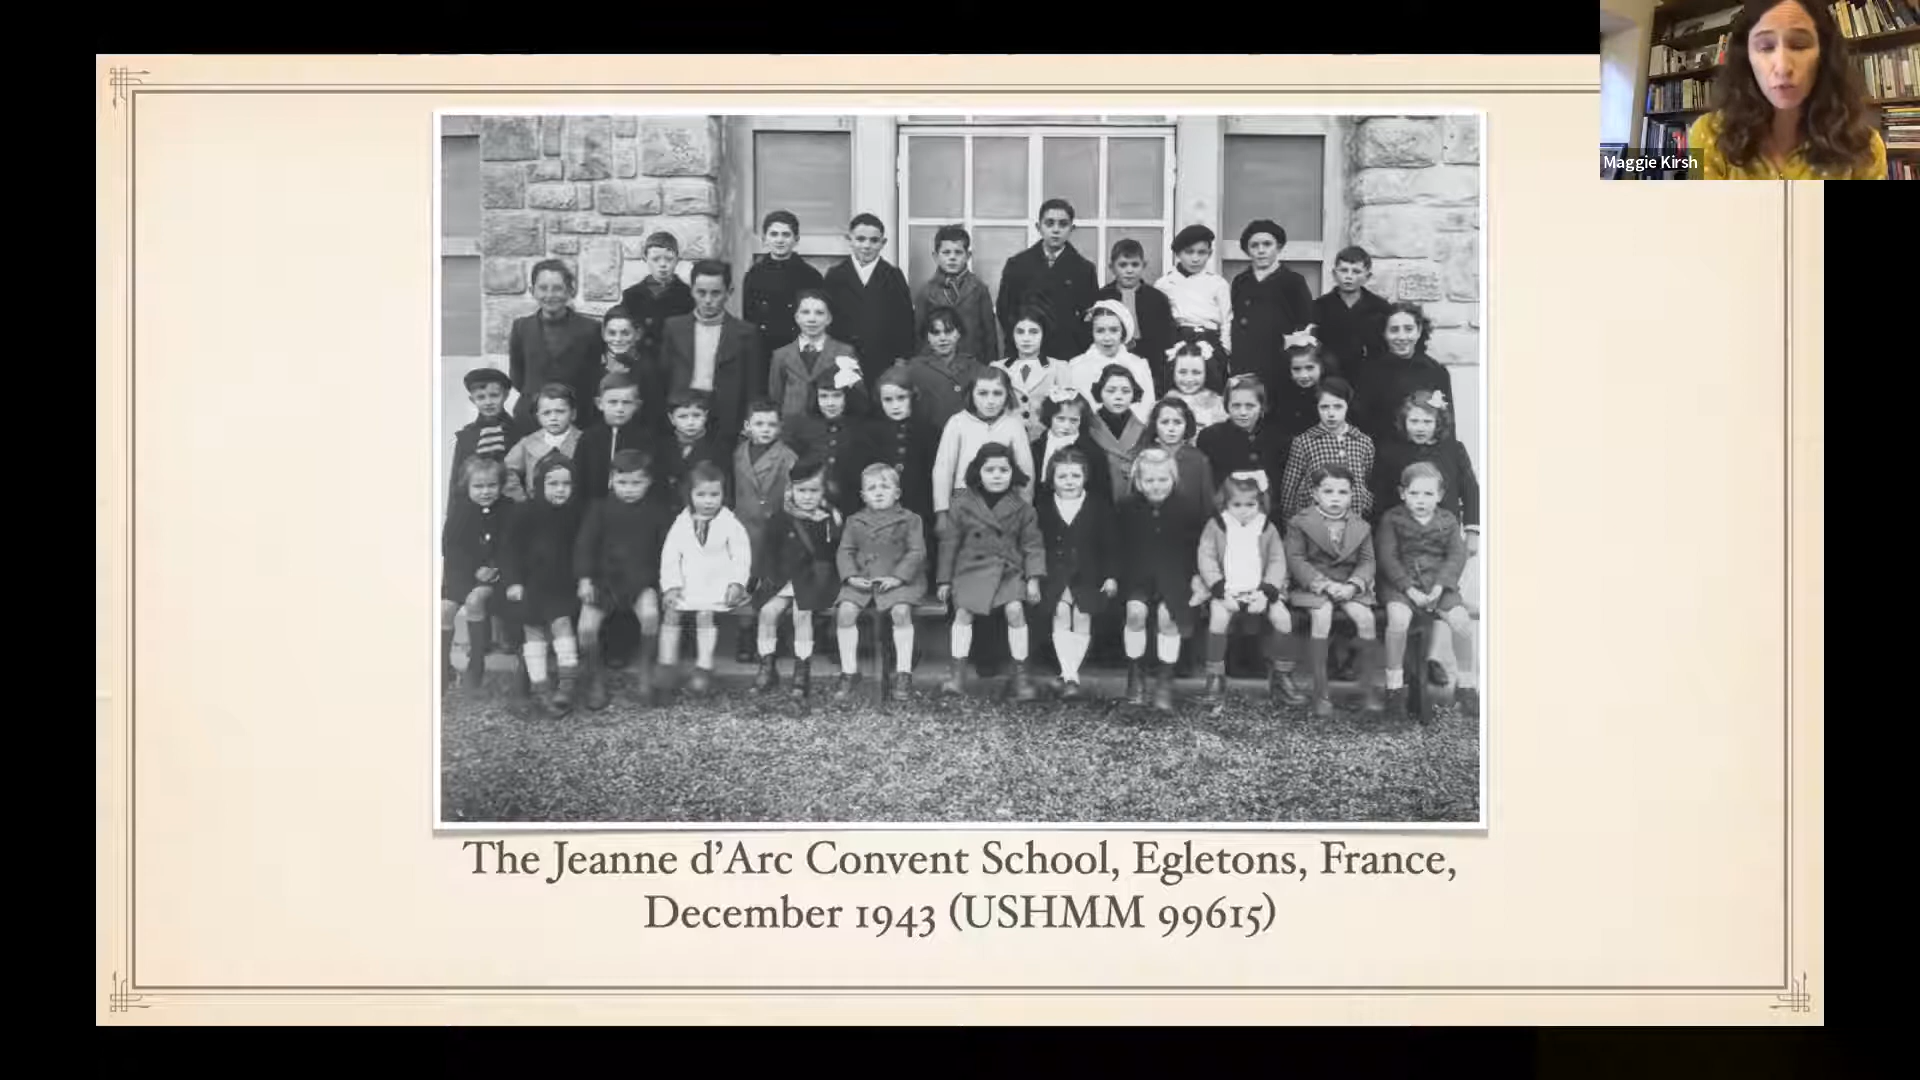 Maggie Kirsh
The Jeanne d'Arc Convent School, Egletons, France,
December 1943 (USHMM 99615)